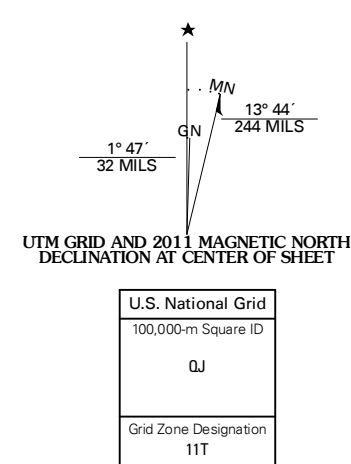 ★
MN
GN
13° 44´
244 MILS
1° 47´
32 MILS
UTM GRID AND 2011 MAGNETIC NORTH
DECLINATION AT CENTER OF SHEET
U.S. National Grid
100,000-m Square ID
QJ
Grid Zone Designation
11T